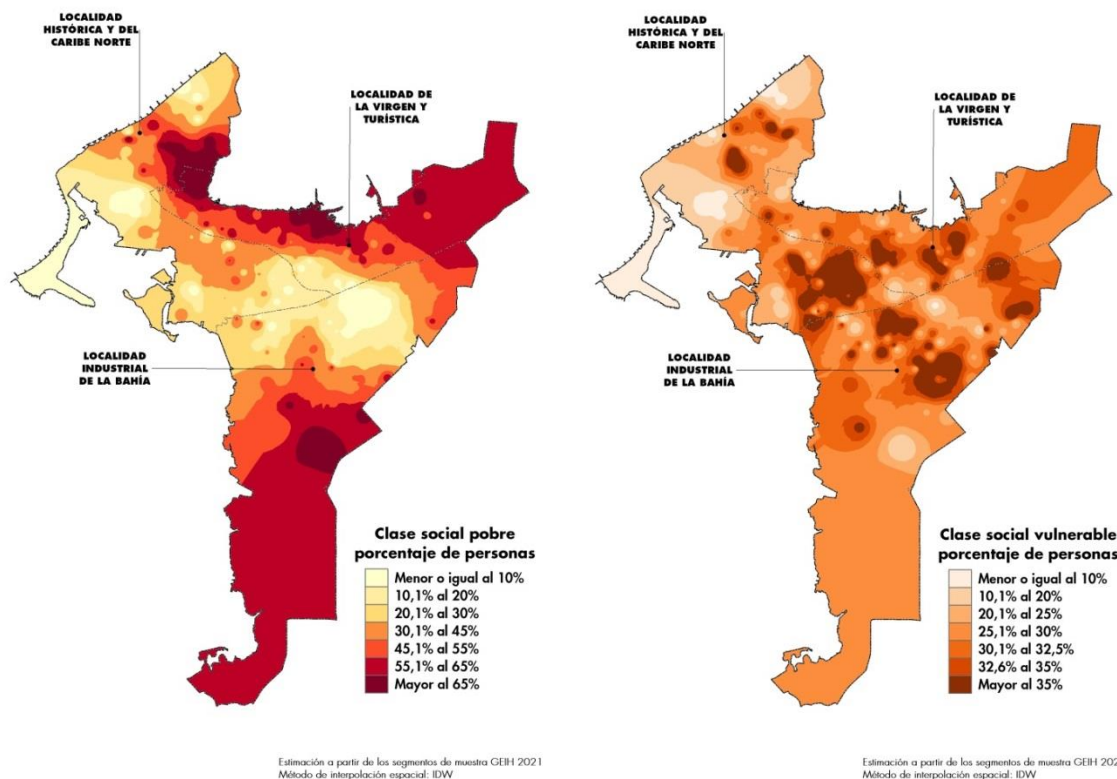 LOCALIDAD
HISTÓRICA Y DEL
CARIBE NORTE
LOCALIDAD DE
LA VIRGEN Y
TURÍSTICA
LOCALIDAD
INDUSTRIAL
DE LA BAHÍA
Clase social pobre
porcentaje de personas
Menor o igual al 10%
10,1% al 20%
20,1% al 30%
30,1% al 45%
45,1% al 55%
55,1% al 65%
Mayor al 65%
Estimación a partir de los segmentos de muestra GEIH 2021
Método de interpolación espacial: IDW
LOCALIDAD
HISTÓRICA Y DEL
CARIBE NORTE
LOCALIDAD DE
LA VIRGEN Y
TURÍSTICA
LOCALIDAD
INDUSTRIAL
DE LA BAHÍA
Clase social vulnerable
porcentaje de personas
Menor o igual al 10%
10,1% al 20%
20,1% al 25%
25,1% al 30%
30,1% al 32,5%
32,6% al 35%
Mayor al 35%
Estimación a partir de los segmentos de muestra GEIH 202
Método de interpolación espacial: IDW